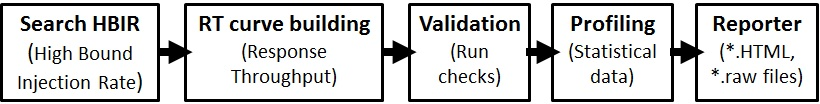 Search HBIR
(High Bound
Injection Rate)
RT curve building
(Response
Throughput)
Validation
(Run
checks)
Profiling
(Statistical
data)
Reporter
(*.HTML,
*.raw files)